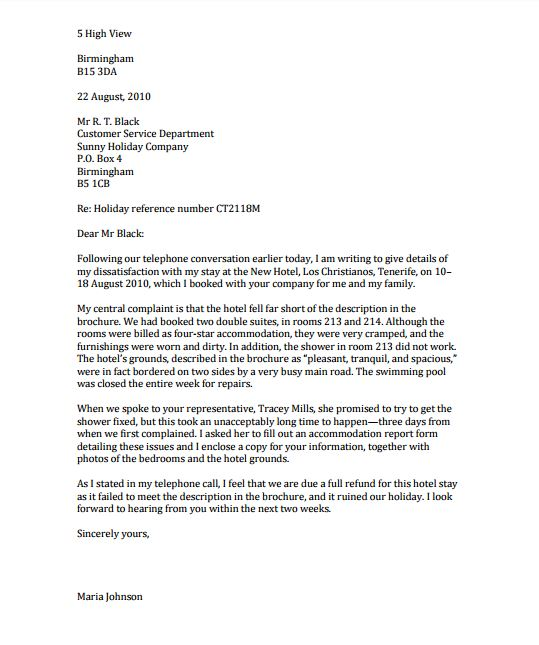 5 High View
Birmingham
B15 3DA
22 August, 2010
Mr R. T. Black
Customer Service Department
Sunny Holiday Company
P.O. Box 4
Birmingham
B5 1CB
Re: Holiday reference number CT2118M
Dear Mr Black:
Following our telephone conversation earlier today, I am writing to give details of
my dissatisfaction with my stay at the New Hotel, Los Christianos, Tenerife, on 10–
18 August 2010, which I booked with your company for me and my family.
My central complaint is that the hotel fell far short of the description in the
brochure. We had booked two double suites, in rooms 213 and 214. Although the
rooms were billed as four-star accommodation, they were very cramped, and the
furnishings were worn and dirty. In addition, the shower in room 213 did not work.
The hotel's grounds, described in the brochure as “pleasant, tranquil, and spacious,”
were in fact bordered on two sides by a very busy main road. The swimming pool
was closed the entire week for repairs.
When we spoke to your representative, Tracey Mills, she promised to try to get the
shower fixed, but this took an unacceptably long time to happen—three days from
when we first complained. I asked her to fill out an accommodation report form
detailing these issues and I enclose a copy for your information, together with
photos of the bedrooms and the hotel grounds.
As I stated in my telephone call, I feel that we are due a full refund for this hotel stay
as it failed to meet the description in the brochure, and it ruined our holiday. I look
forward to hearing from you within the next two weeks.
Sincerely yours,
Maria Johnson